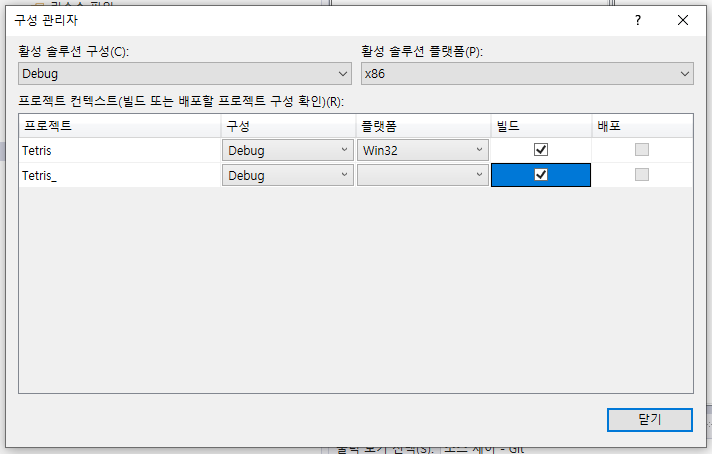 구성 관리자
활성 솔루션 구성(C): 활성 솔루션 플랫폼(P):
Debug x86
프로젝트 컨텍스트(빌드 또는 배포할 프로젝트 구성 확인)(R):
프로젝트 구성 플랫폼 빌드 배포
Tetris Debug Win32
Tetris_ Debug
닫기